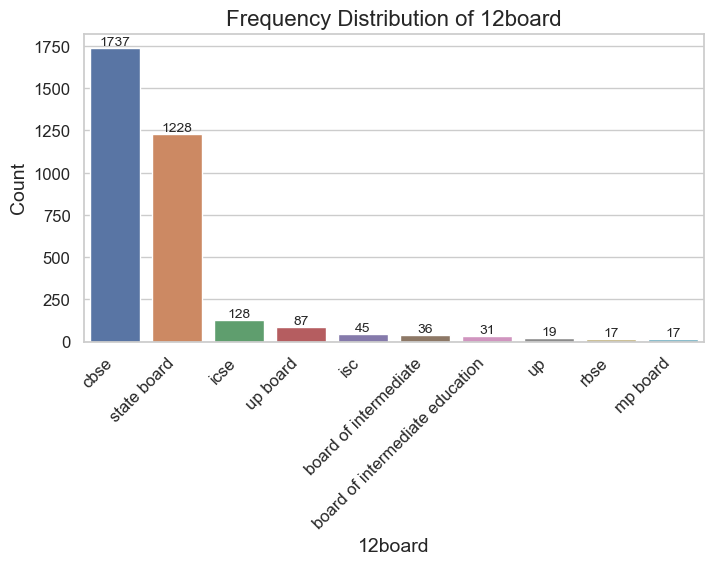 Frequency Distribution of 12board
Count
1750
1500
1250
1000
750
500
250
0
1737
1228
128
87
45
36
31
19
17
17
cbse
state board
icse
up board
isc
board of intermediate
board of intermediate education
up
rbse
mp board
12board